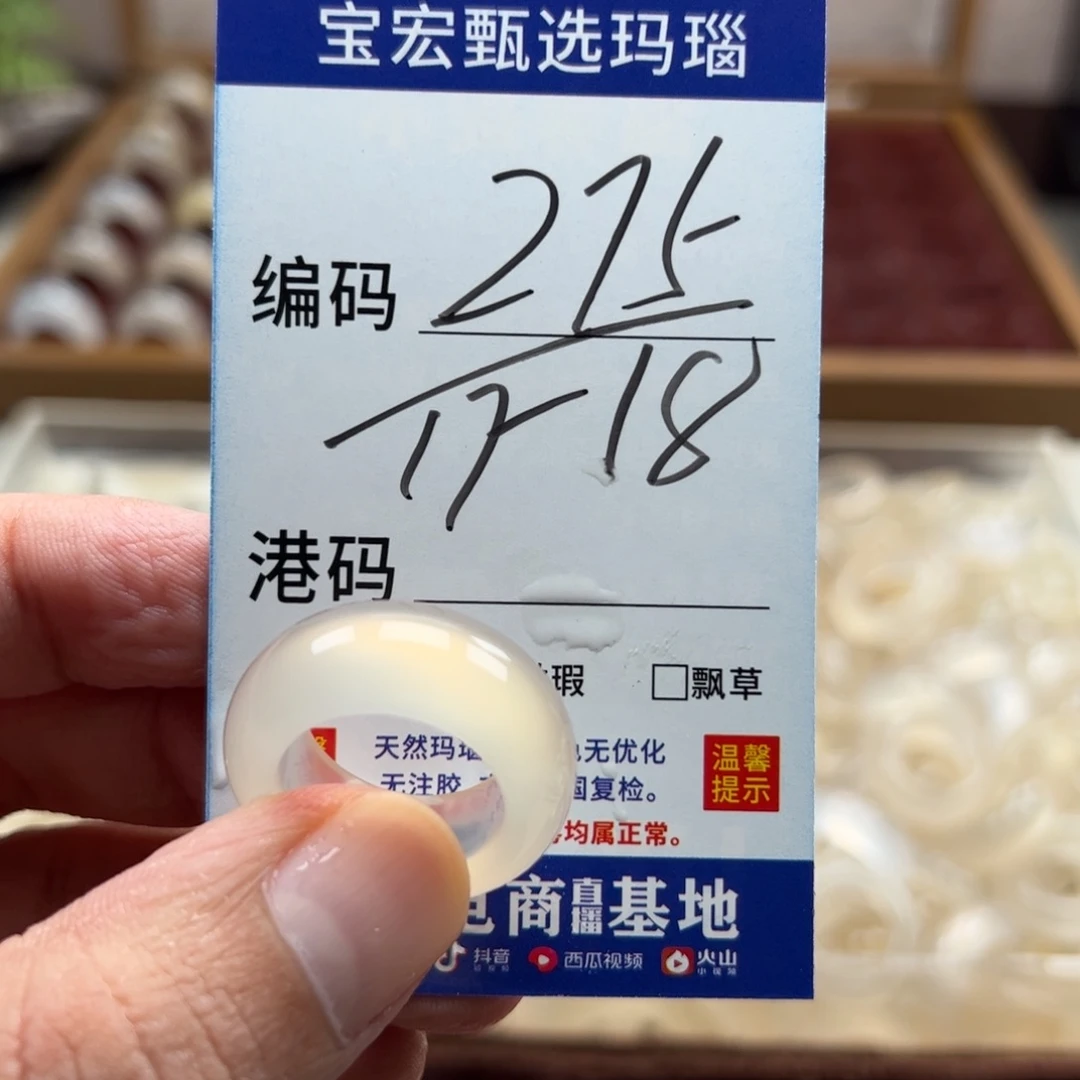 宝宏甄选玛瑙
编码 275
18
港码
瑕 □飘草
天然玛瑙 色无优化 温馨
无注胶 国复检。 提示
均属正常。
电商直播基地
抖音 西瓜视频 火山